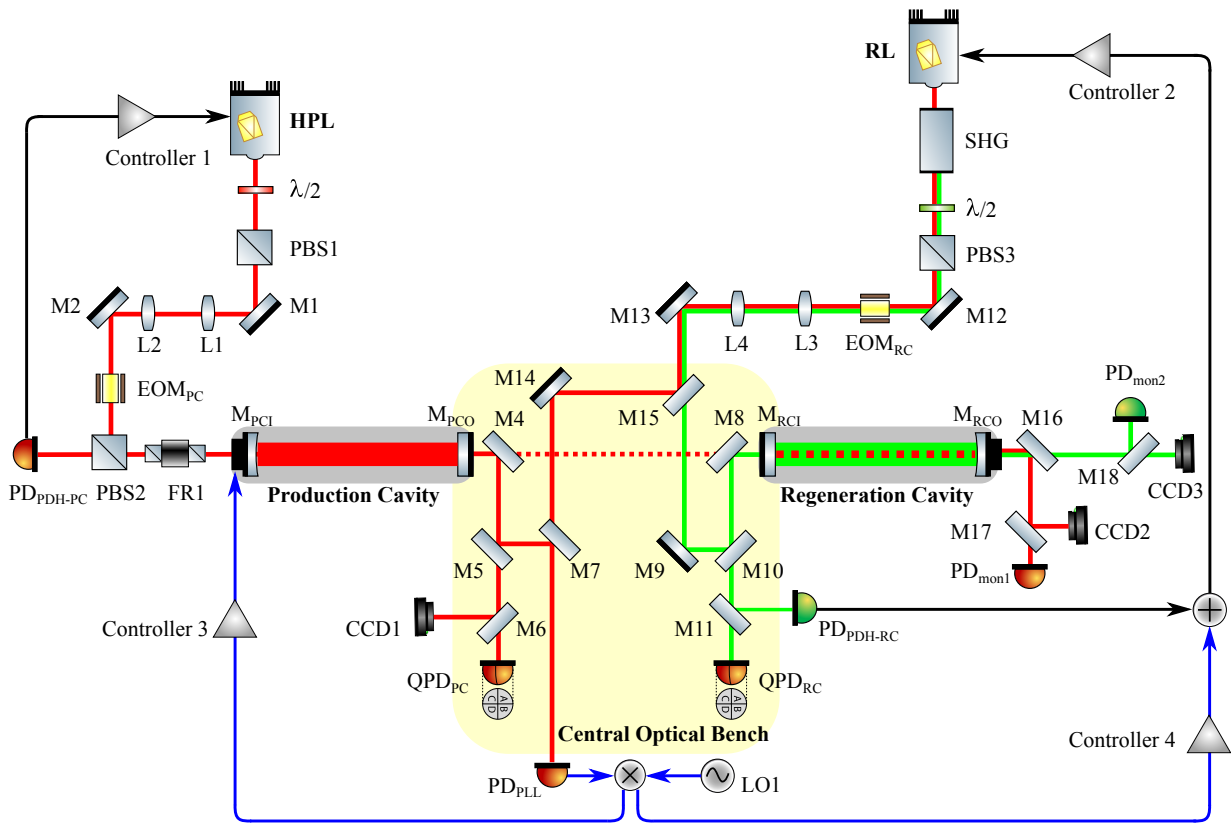 RL
Controller 2
HPL
Controller 1
SHG
λ/2
λ/2
PBS1
PBS3
M2
M1
M13
M12
L2
L1
L4
L3
EOM_RC
EOM_PC
M14
PD_mon2
M_PCI
M_PCO
M4
M15
M8
M_RCI
M_RCO
M16
M18
CCD3
PD_PDH-PC
PBS2
FR1
Production Cavity
Regeneration Cavity
M17
CCD2
M5
M7
M9
M10
PD_mon1
Controller 3
CCD1
M6
M11
PD_PDH-RC
QPD_PC
QPD_RC
A B
C D
A B
C D
Central Optical Bench
Controller 4
PD_PLL
LO1